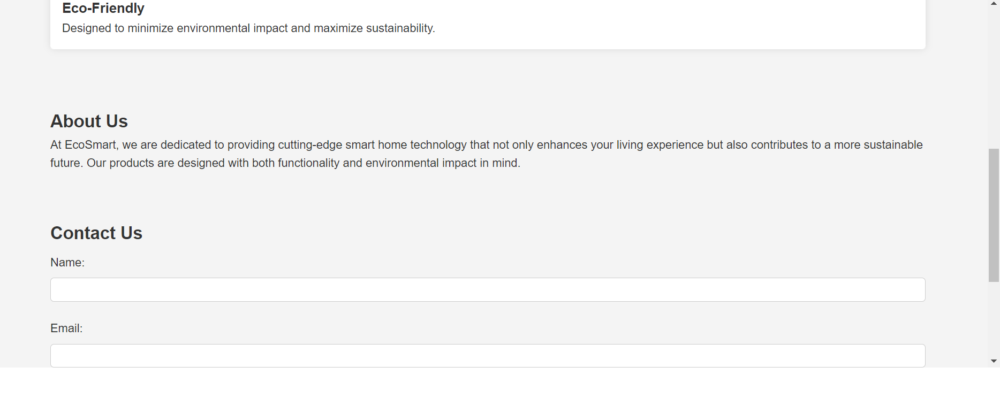 Eco-Friendly
Designed to minimize environmental impact and maximize sustainability.
About Us
At EcoSmart, we are dedicated to providing cutting-edge smart home technology that not only enhances your living experience but also contributes to a more sustainable
future. Our products are designed with both functionality and environmental impact in mind.
Contact Us
Name:
Email: